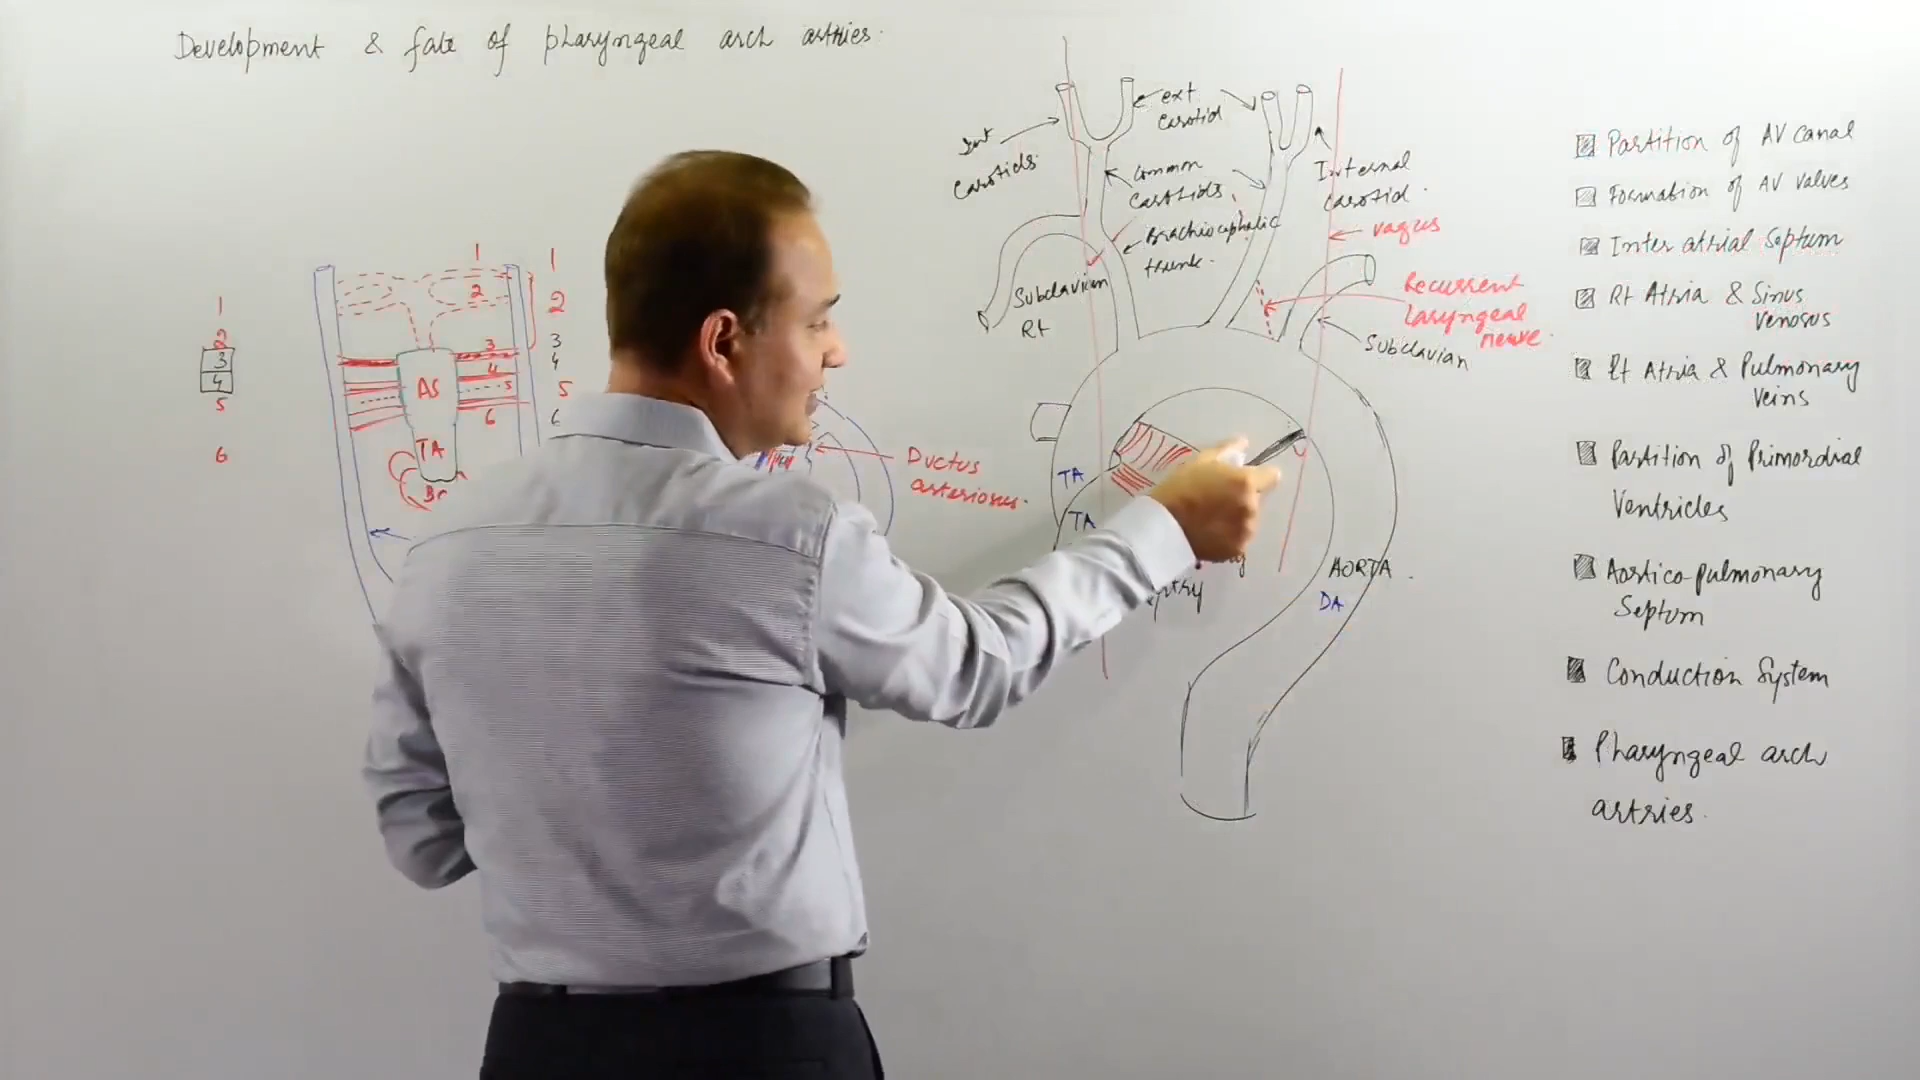 Development & fate of pharyngeal arch artries.
1
2
3
4
5
6
1
2
3
4
5
6
AS
TA
1
2
3
4
5
6
Ductus
arteriosus.
Int
Carotids
ext
Carotid
Common
Carotids
Brachiocephalic
trunk.
Internal
Carotid.
vagus
Recurrent
Laryngeal
nerve.
Subclavian
Subclavian
Rt
TA
TA
AORTA
DA
Partition of AV Canal
Formation of AV valves
Inter atrial Septum
Rt Atria & Sinus
Venosus
Lt Atria & Pulmonary
Veins
Partition of Primordial
Ventricles
Aortico-pulmonary
Septum
Conduction System
Pharyngeal arch
artries.